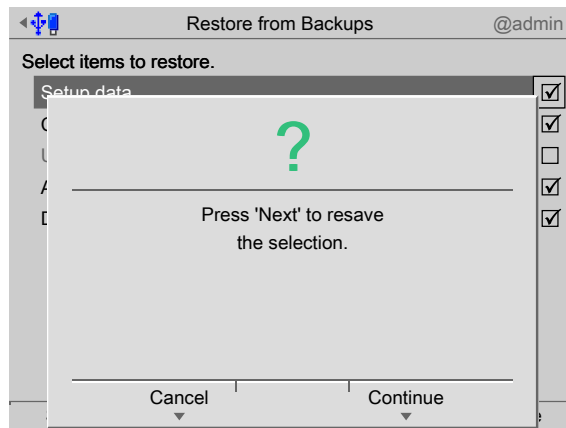 Restore from Backups
@admin
Select items to restore.
Setup data
?
Press 'Next' to resave
the selection.
Cancel
Continue